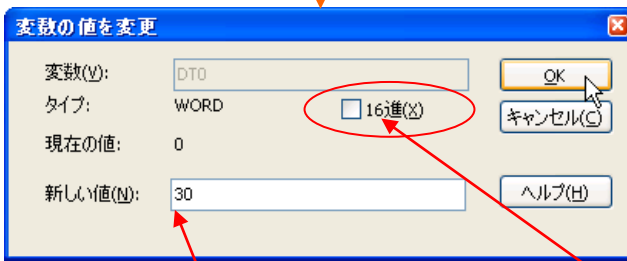 変数の値を変更
変数(V): DT0 OK
タイプ: WORD 16進(X) キャンセル(C)
現在の値: 0
新しい値(N): 30 ヘルプ(H)